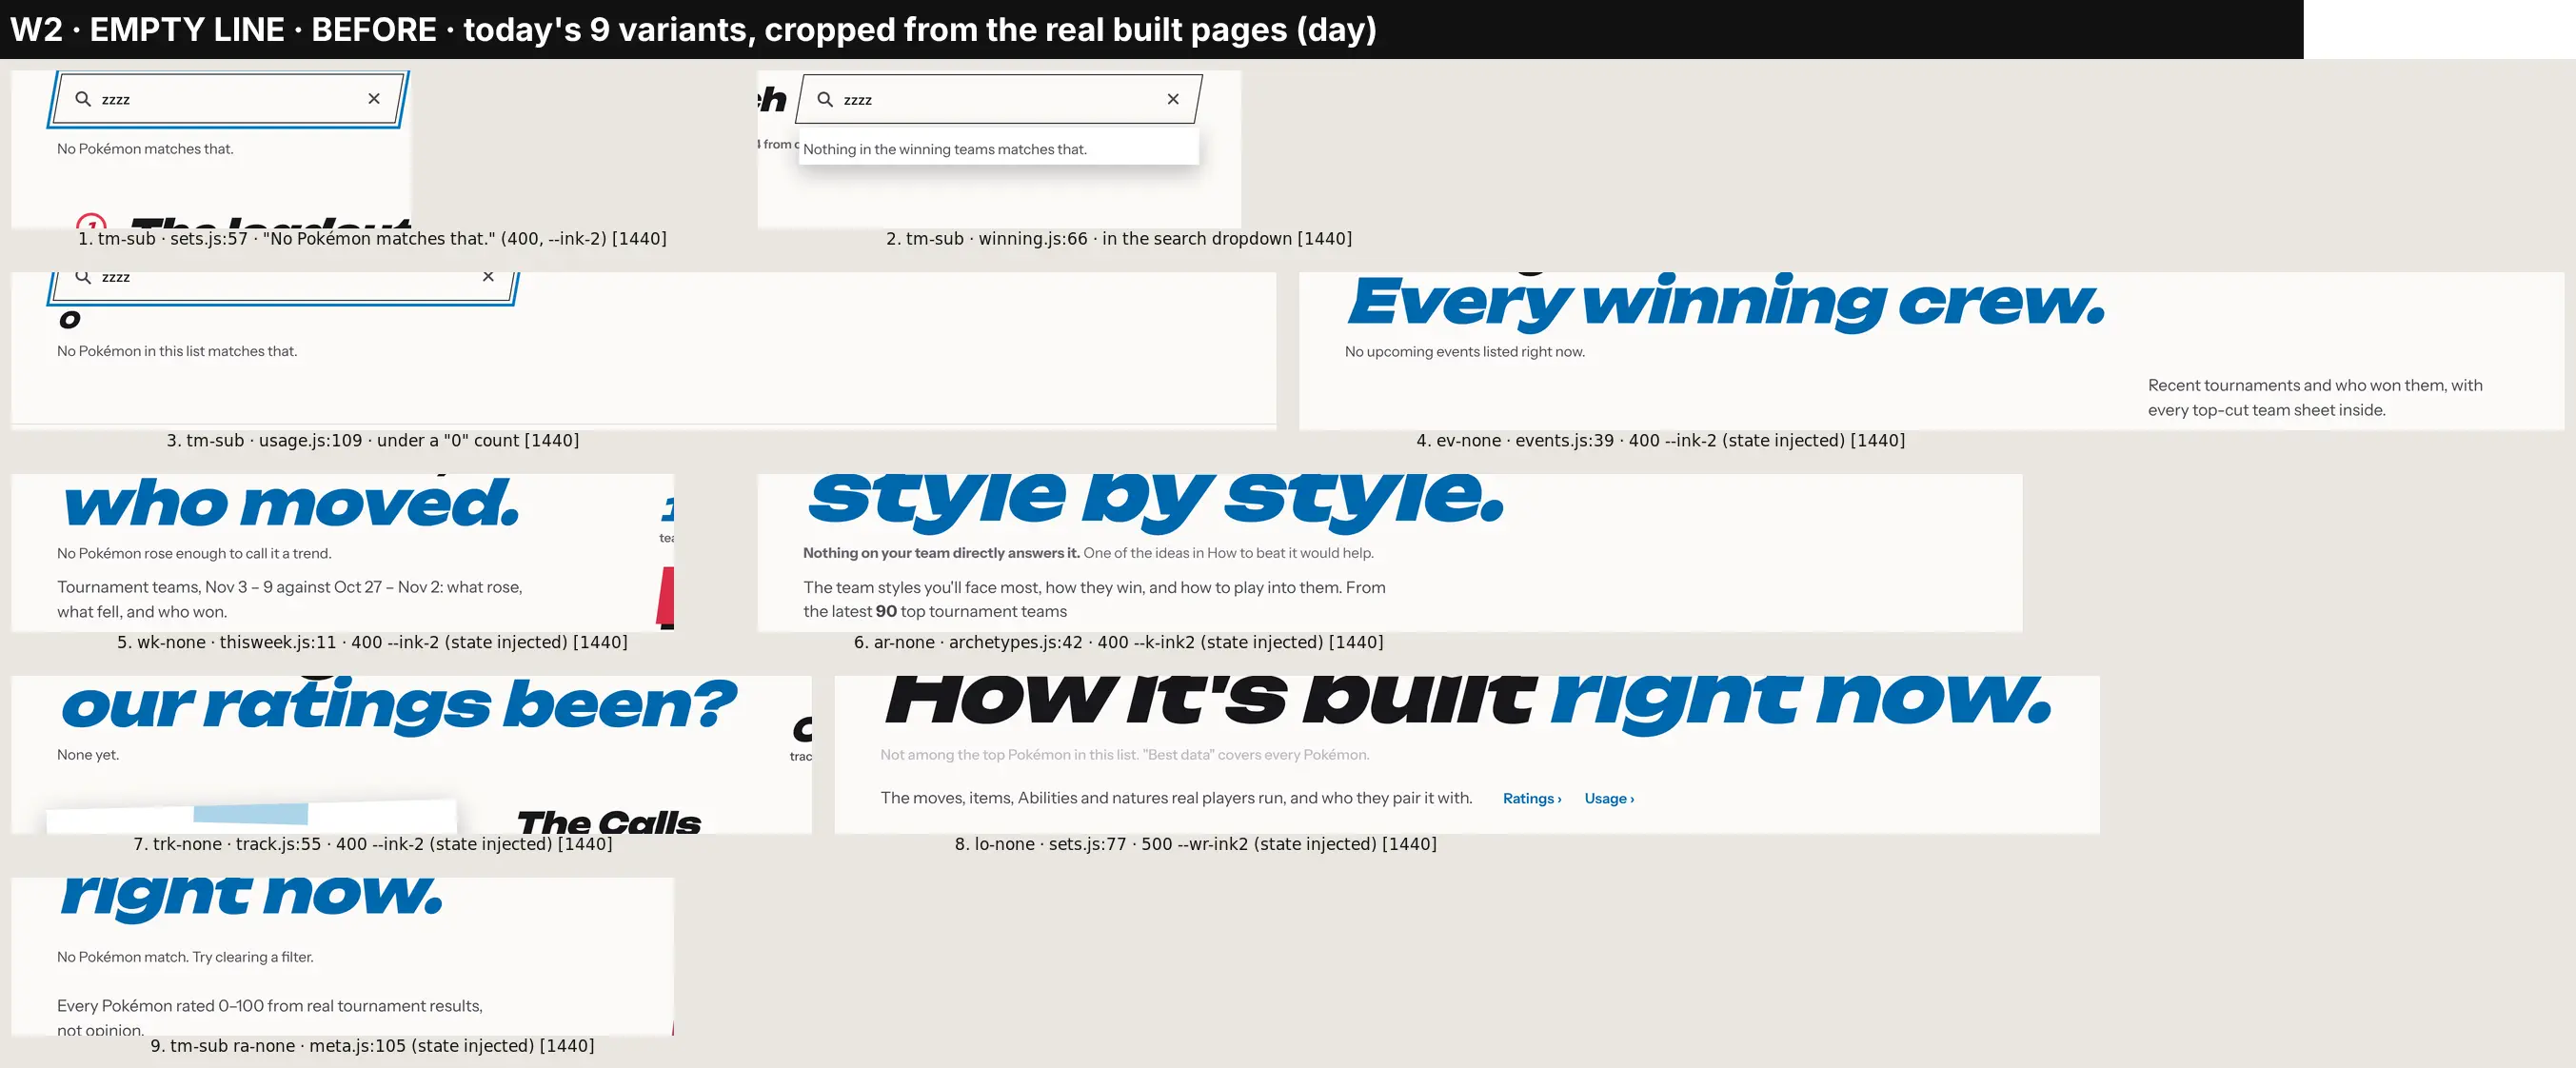 W2 · EMPTY LINE · BEFORE · today's 9 variants, cropped from the real built pages (day)
zzzz
No Pokémon matches that.
1. tm-sub · sets.js:57 · "No Pokémon matches that." (400, --ink-2) [1440]
zzzz
from
Nothing in the winning teams matches that.
2. tm-sub · winning.js:66 · in the search dropdown [1440]
zzzz
0
No Pokémon in this list matches that.
3. tm-sub · usage.js:109 · under a "0" count [1440]
Every winning crew.
No upcoming events listed right now.
Recent tournaments and who won them, with
every top-cut team sheet inside.
4. ev-none · events.js:39 · 400 --ink-2 (state injected) [1440]
who moved.
No Pokémon rose enough to call it a trend.
Tournament teams, Nov 3 – 9 against Oct 27 – Nov 2: what rose,
what fell, and who won.
5. wk-none · thisweek.js:11 · 400 --ink-2 (state injected) [1440]
style by style.
Nothing on your team directly answers it. One of the ideas in How to beat it would help.
The team styles you'll face most, how they win, and how to play into them. From
the latest 90 top tournament teams
6. ar-none · archetypes.js:42 · 400 --k-ink2 (state injected) [1440]
our ratings been?
None yet.
The Calls
7. trk-none · track.js:55 · 400 --ink-2 (state injected) [1440]
How it's built right now.
Not among the top Pokémon in this list. "Best data" covers every Pokémon.
The moves, items, Abilities and natures real players run, and who they pair it with. Ratings › Usage ›
8. lo-none · sets.js:77 · 500 --wr-ink2 (state injected) [1440]
right now.
No Pokémon match. Try clearing a filter.
Every Pokémon rated 0–100 from real tournament results,
not opinion.
9. tm-sub ra-none · meta.js:105 (state injected) [1440]